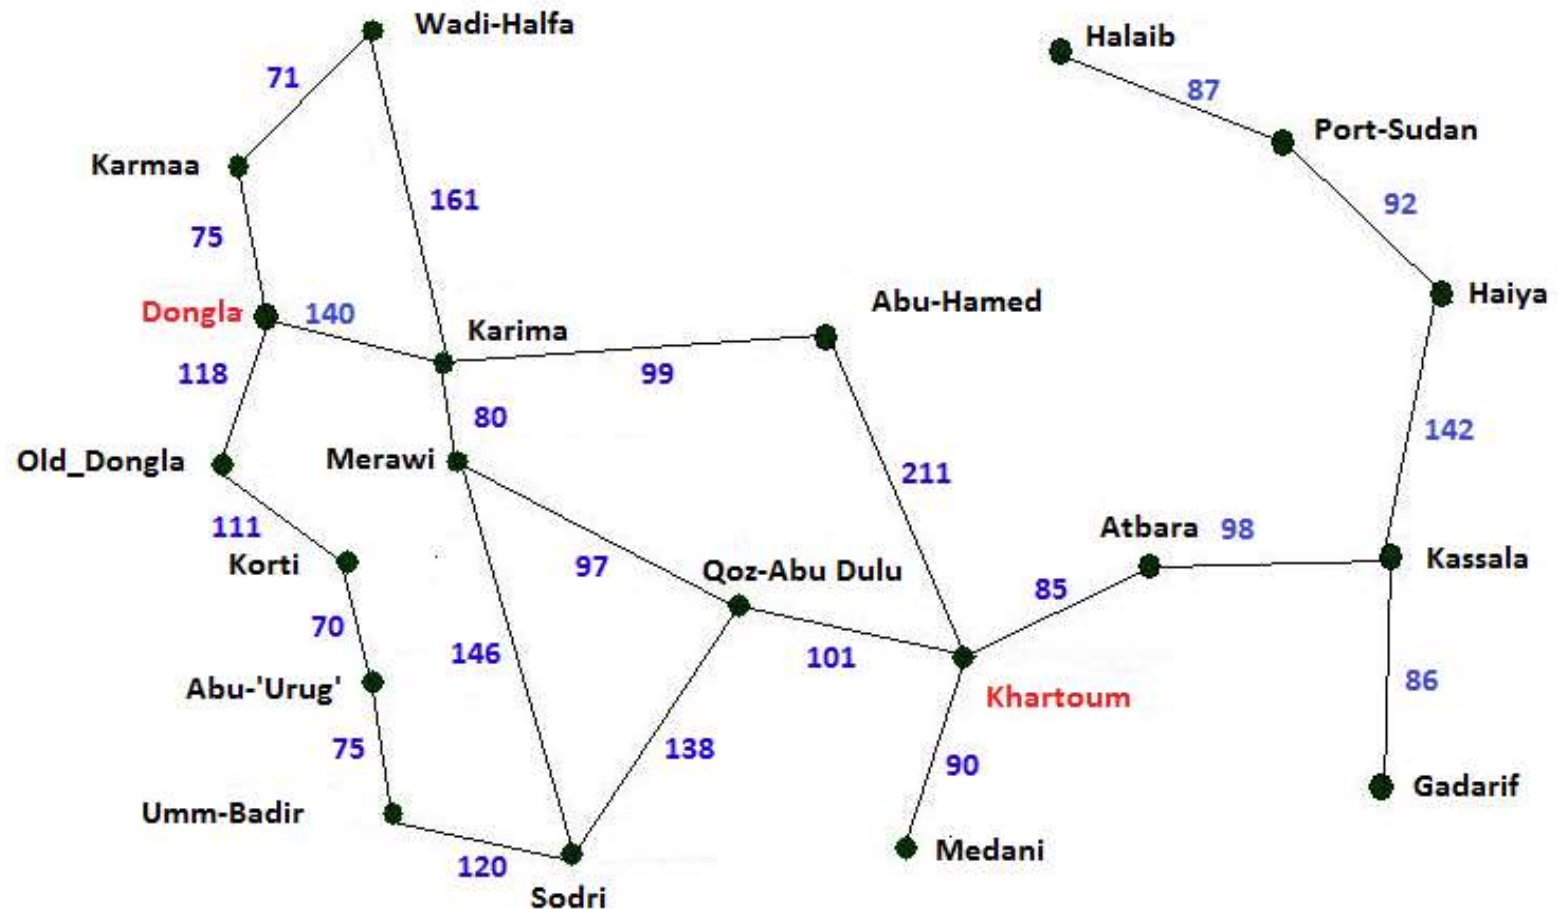 Wadi-Halfa
Halaib
71
87
Port-Sudan
Karmaa
161
92
75
Dongla
140
Abu-Hamed
Haiya
Karima
118
99
80
142
Old_Dongla
Merawi
211
111
Atbara
98
Korti
97
Qoz-Abu Dulu
Kassala
85
70
146
101
86
Abu-'Urug'
Khartoum
75
138
90
Gadarif
Umm-Badir
120
Medani
Sodri